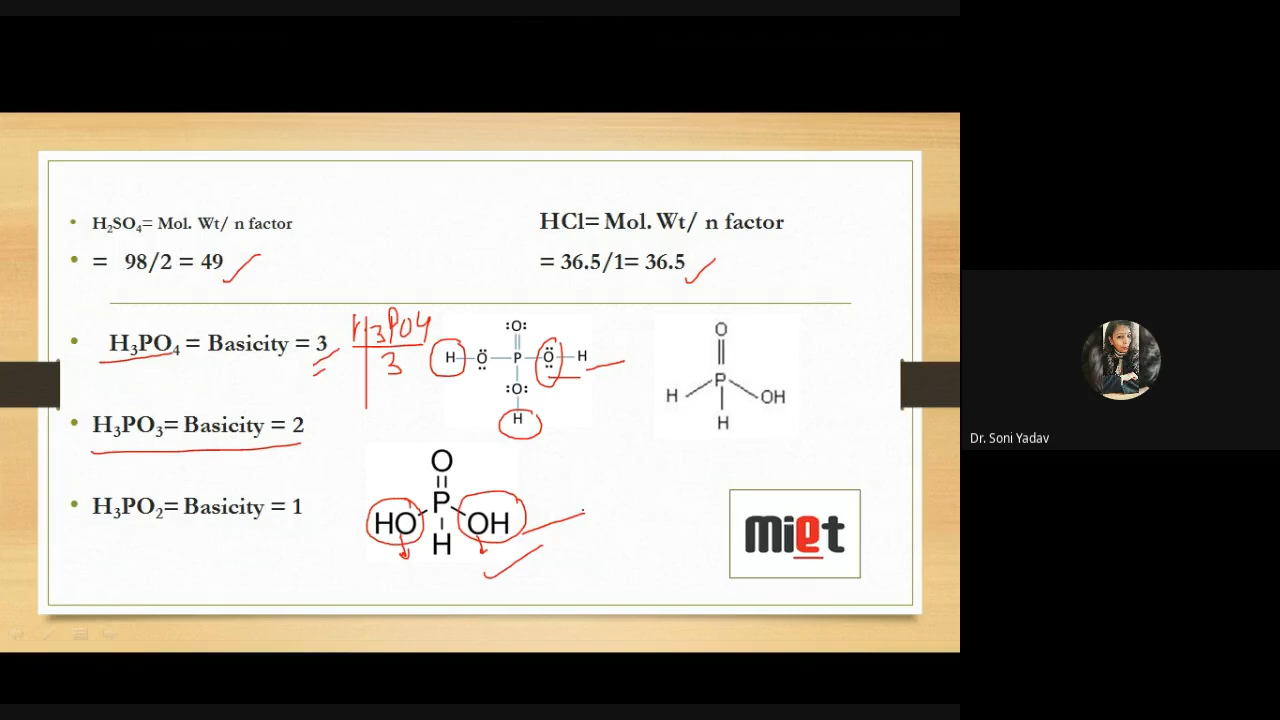 H₂SO₄= Mol. Wt/ n factor
= 98/2 = 49
HCl= Mol. Wt/ n factor
= 36.5/1= 36.5
H₃PO₄ = Basicity = 3
H₃PO4
3
H₃PO₃= Basicity = 2
H₃PO₂= Basicity = 1
:O:
H O P O H
:O:
H
O
P
H OH
H
O
P
HO OH
H
miet
Dr. Soni Yadav